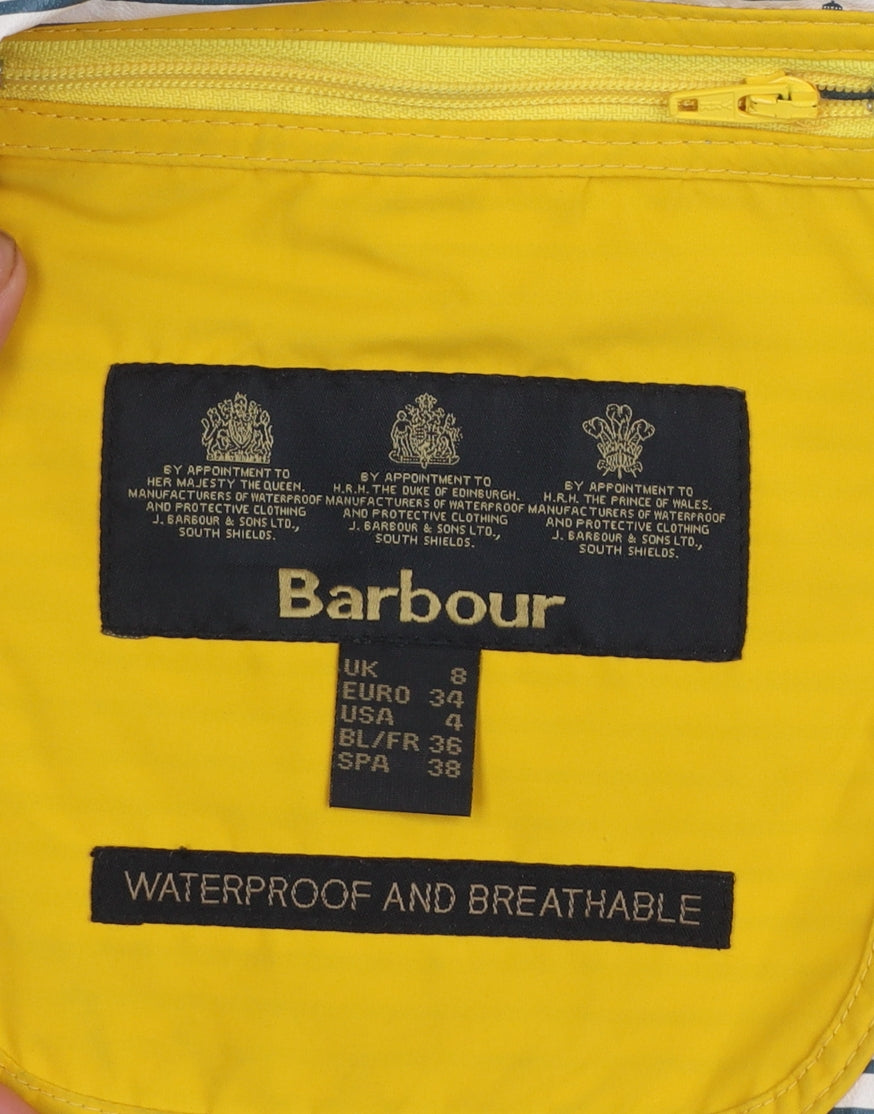 BY APPOINTMENT TO
HER MAJESTY THE QUEEN.
MANUFACTURERS OF WATERPROOF
AND PROTECTIVE CLOTHING
J. BARBOUR & SONS LTD.,
SOUTH SHIELDS.
BY APPOINTMENT TO
H.R.H. THE DUKE OF EDINBURGH.
MANUFACTURERS OF WATERPROOF
AND PROTECTIVE CLOTHING
J. BARBOUR & SONS LTD.,
SOUTH SHIELDS.
BY APPOINTMENT TO
H.R.H. THE PRINCE OF WALES.
MANUFACTURERS OF WATERPROOF
AND PROTECTIVE CLOTHING
J. BARBOUR & SONS LTD.,
SOUTH SHIELDS.
Barbour
UK 8
EURO 34
USA 4
BL/FR 36
SPA 38
WATERPROOF AND BREATHABLE